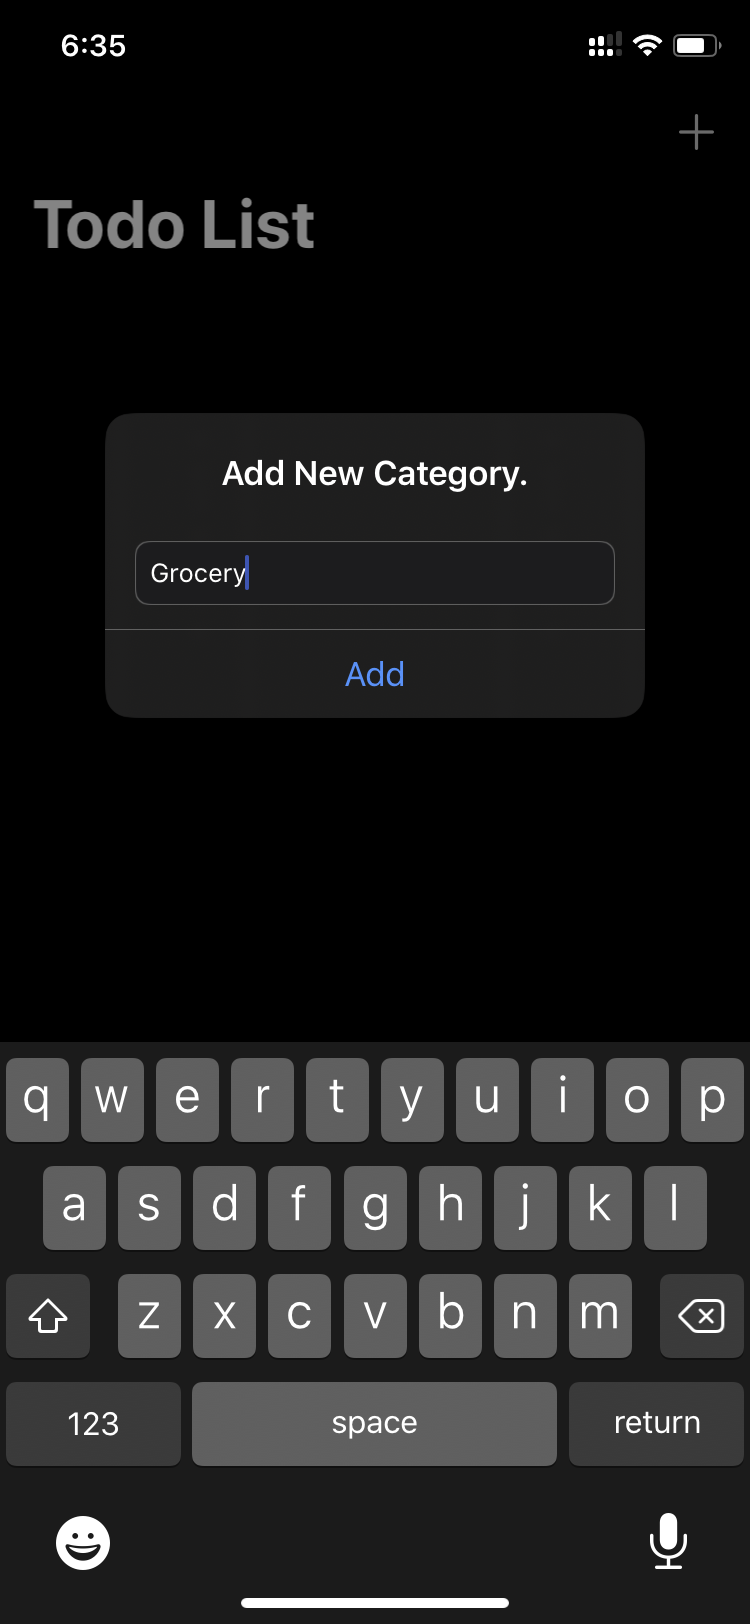 6:35
Todo List
Add New Category.
Grocery
Add
q w e r t y u i o p
a s d f g h j k l
z x c v b n m
123 space return